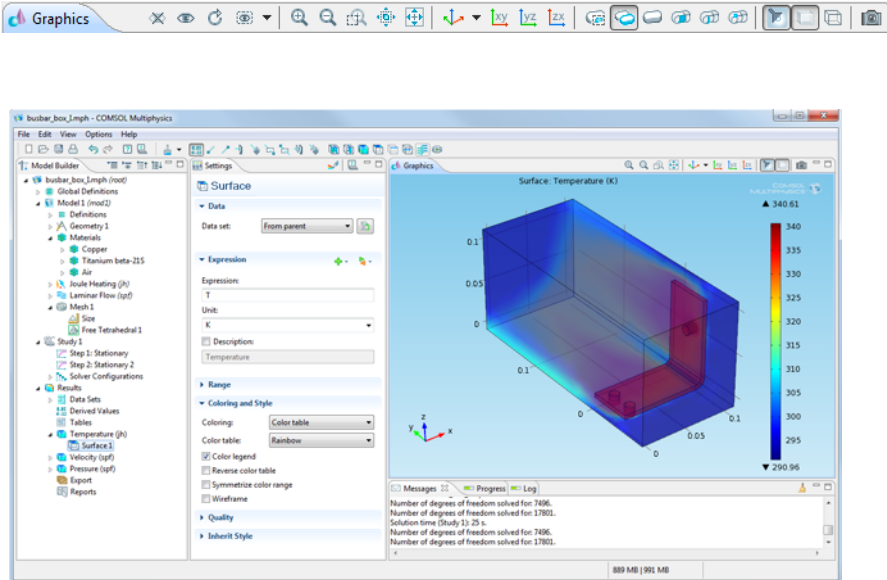 Graphics
xy yz zx
busbar_box_I.mph - COMSOL Multiphysics
File Edit View Options Help
Model Builder
busbar_box_I.mph (root)
Global Definitions
Model 1 (mod1)
Definitions
Geometry 1
Materials
Copper
Titanium beta-21S
Air
Joule Heating (jh)
Laminar Flow (spf)
Mesh 1
Size
Free Tetrahedral 1
Study 1
Step 1: Stationary
Step 2: Stationary 2
Solver Configurations
Results
Data Sets
Derived Values
Tables
Temperature (jh)
Surface 1
Velocity (spf)
Pressure (spf)
Export
Reports
Settings
Surface
Data
Data set: From parent
Expression
Expression:
T
Unit:
K
Description:
Temperature
Range
Coloring and Style
Coloring: Color table
Color table: Rainbow
Color legend
Reverse color table
Symmetrize color range
Wireframe
Quality
Inherit Style
Graphics
Surface: Temperature (K)
COMSOL
MULTIPHYSICS
▲ 340.61
340
335
330
325
320
315
310
305
300
295
▼ 290.96
0.1
0.05
0
0.1
0
0.1
0.05
0
z
y x
Messages Progress Log
Number of degrees of freedom solved for: 7496.
Number of degrees of freedom solved for: 17801.
Solution time (Study 1): 25 s.
Number of degrees of freedom solved for: 7496.
Number of degrees of freedom solved for: 17801.
889 MB | 991 MB